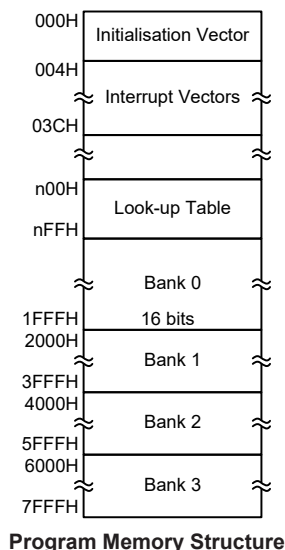 000H
Initialisation Vector
004H
Interrupt Vectors
03CH
n00H
Look-up Table
nFFH
Bank 0
1FFFH 16 bits
2000H
Bank 1
3FFFH
4000H
Bank 2
5FFFH
6000H
Bank 3
7FFFH
Program Memory Structure